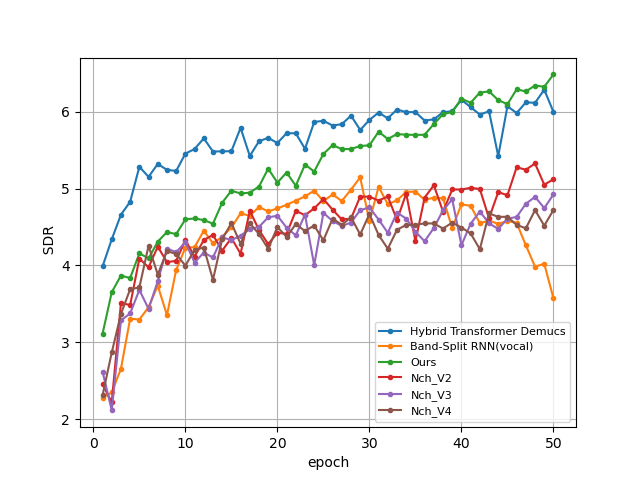 6
5
4
3
2
SDR
0
10
20
30
40
50
epoch
Hybrid Transformer Demucs
Band-Split RNN(vocal)
Ours
Nch_V2
Nch_V3
Nch_V4